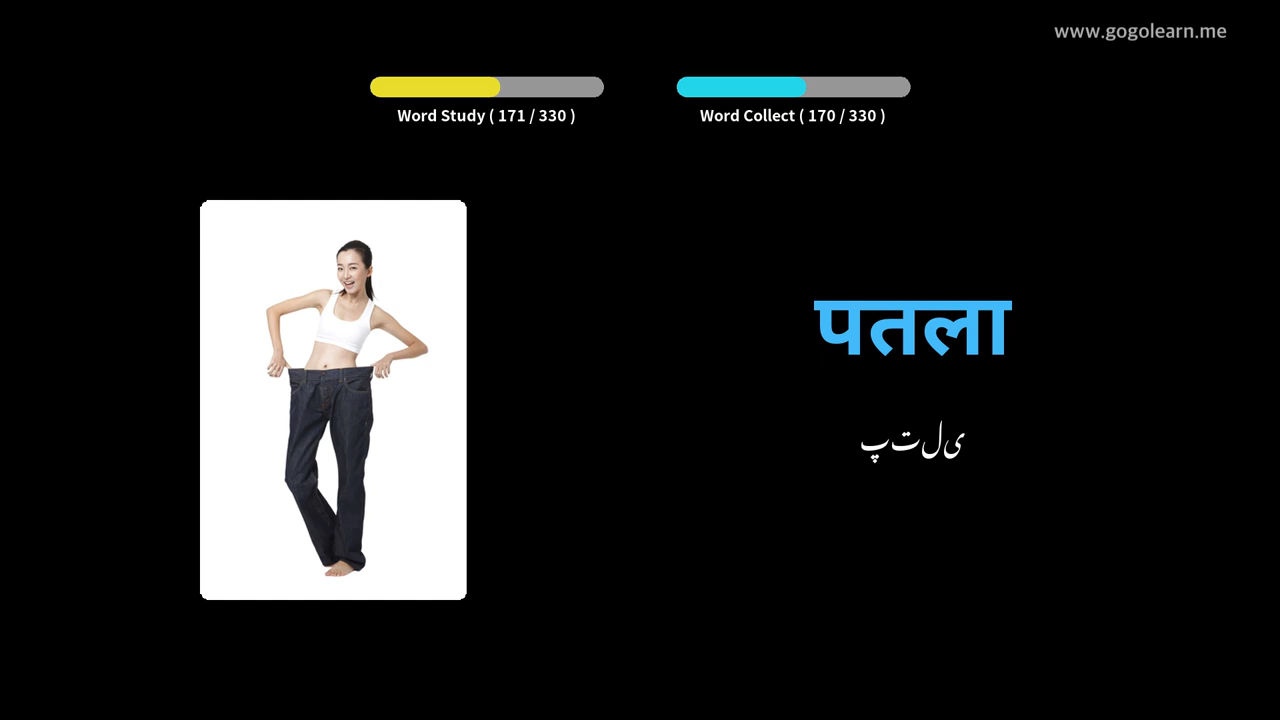 www.gogolearn.me
Word Study ( 171 / 330 )
Word Collect ( 170 / 330 )
पतला
پتلی